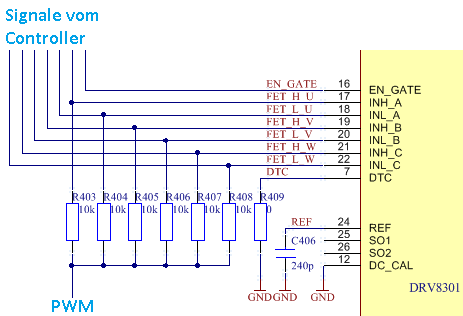 Signale vom
Controller
EN_GATE 16 EN_GATE
FET_H_U 17 INH_A
FET_L_U 18 INL_A
FET_H_V 19 INH_B
FET_L_V 20 INL_B
FET_H_W 21 INH_C
FET_L_W 22 INL_C
DTC 7 DTC
R403 R404 R405 R406 R407 R408 R409
10k 10k 10k 10k 10k 10k 0
REF 24 REF
25 SO1
C406 26 SO2
240p 12 DC_CAL
GND GND GND DRV8301
PWM